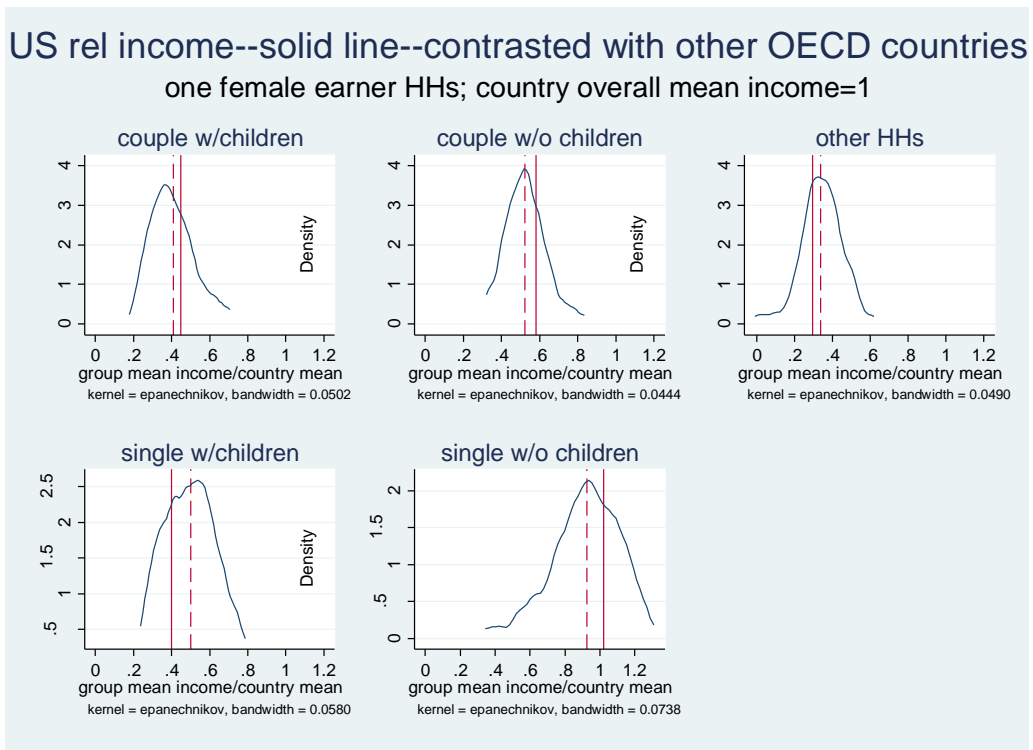 US rel income--solid line--contrasted with other OECD countries
one female earner HHs; country overall mean income=1
couple w/children
4
3
2
1
0
Density
0 .2 .4 .6 .8 1 1.2
group mean income/country mean
kernel = epanechnikov, bandwidth = 0.0502
couple w/o children
4
3
2
1
0
Density
0 .2 .4 .6 .8 1 1.2
group mean income/country mean
kernel = epanechnikov, bandwidth = 0.0444
other HHs
4
3
2
1
0
0 .2 .4 .6 .8 1 1.2
group mean income/country mean
kernel = epanechnikov, bandwidth = 0.0490
single w/children
2.5
2
1.5
1
.5
Density
0 .2 .4 .6 .8 1 1.2
group mean income/country mean
kernel = epanechnikov, bandwidth = 0.0580
single w/o children
2
1.5
1
.5
0
0 .2 .4 .6 .8 1 1.2
group mean income/country mean
kernel = epanechnikov, bandwidth = 0.0738